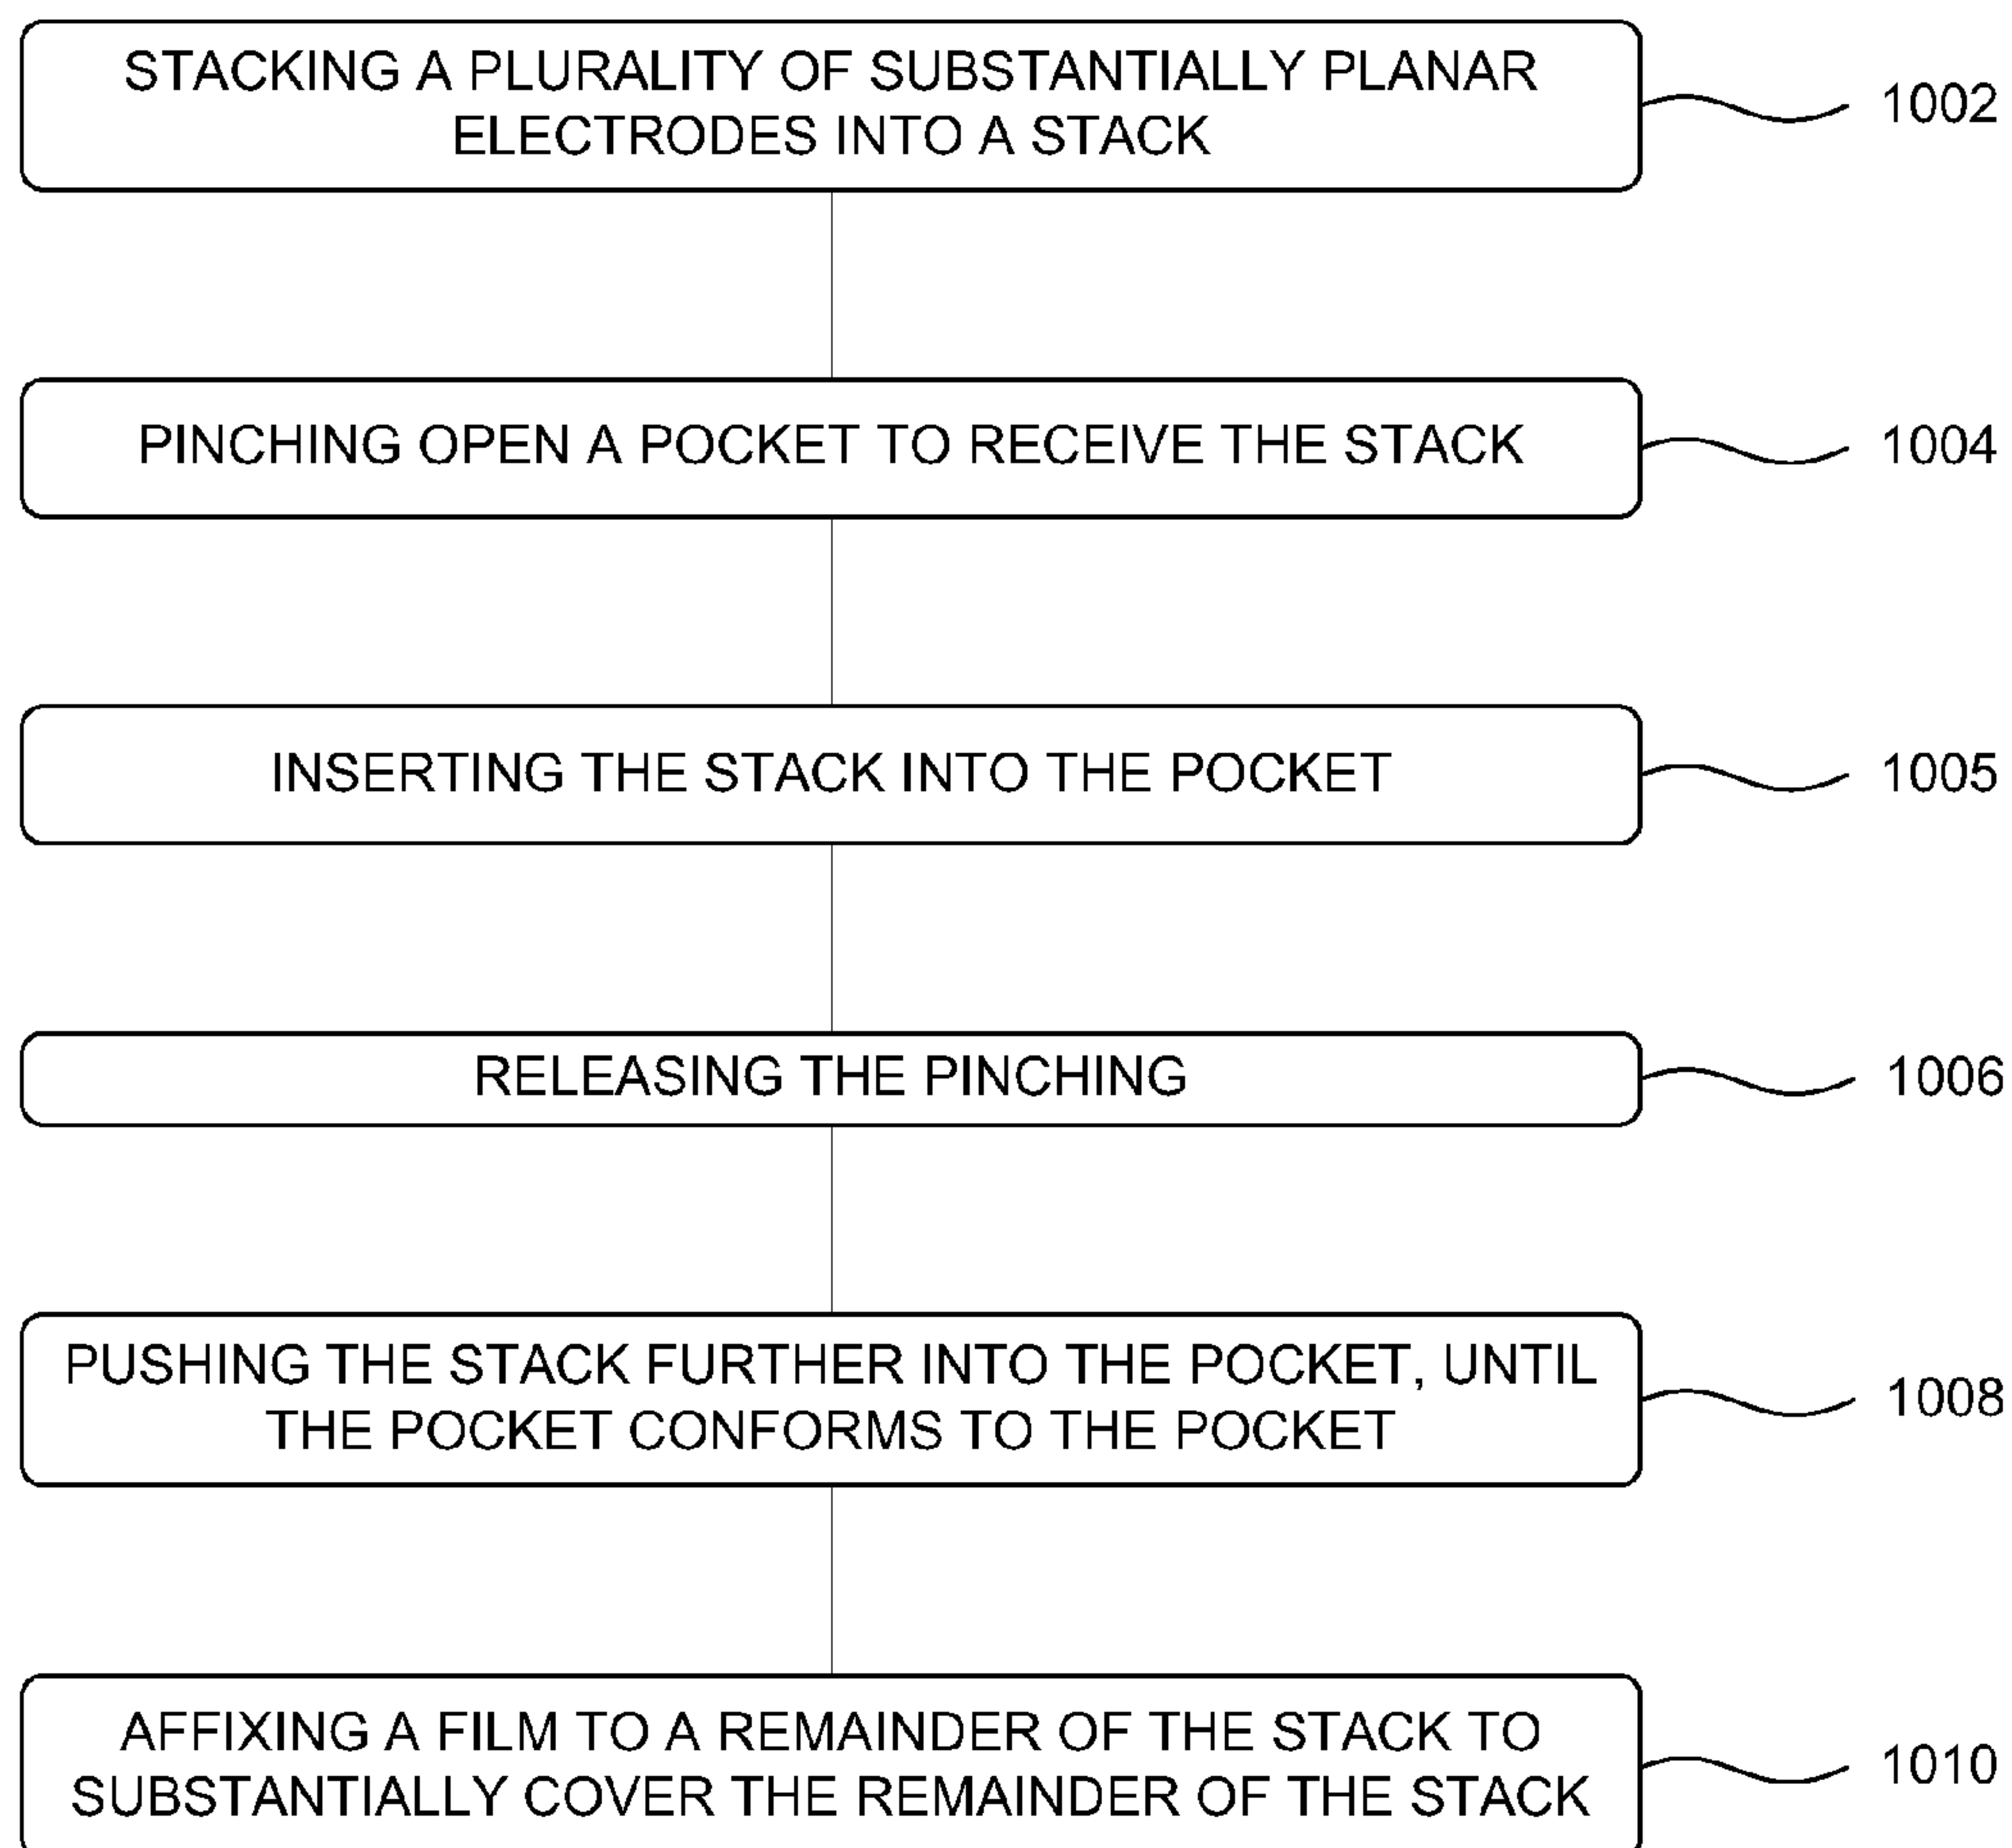 STACKING A PLURALITY OF SUBSTANTIALLY PLANAR
ELECTRODES INTO A STACK
1002
PINCHING OPEN A POCKET TO RECEIVE THE STACK
1004
INSERTING THE STACK INTO THE POCKET
1005
RELEASING THE PINCHING
1006
PUSHING THE STACK FURTHER INTO THE POCKET, UNTIL
THE POCKET CONFORMS TO THE POCKET
1008
AFFIXING A FILM TO A REMAINDER OF THE STACK TO
SUBSTANTIALLY COVER THE REMAINDER OF THE STACK
1010